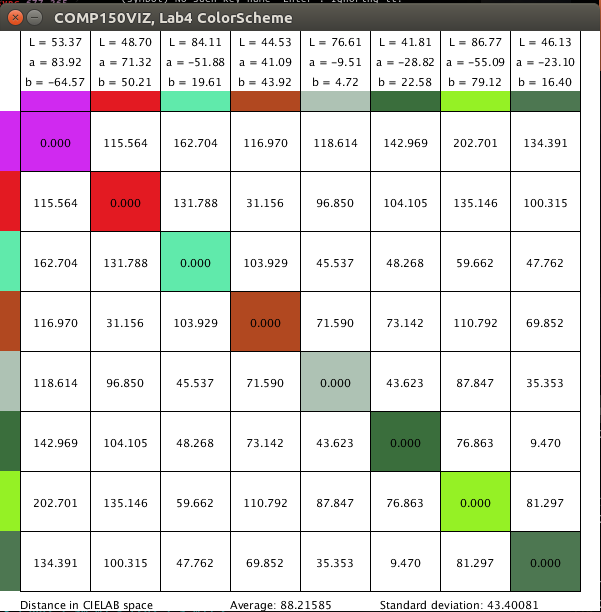 COMP150VIZ, Lab4 ColorScheme
L = 53.37 L = 48.70 L = 84.11 L = 44.53 L = 76.61 L = 41.81 L = 86.77 L = 46.13
a = 83.92 a = 71.32 a = −51.88 a = 41.09 a = −9.51 a = −28.82 a = −55.09 a = −23.10
b = −64.57 b = 50.21 b = 19.61 b = 43.92 b = 4.72 b = 22.58 b = 79.12 b = 16.40
0.000 115.564 162.704 116.970 118.614 142.969 202.701 134.391
115.564 0.000 131.788 31.156 96.850 104.105 135.146 100.315
162.704 131.788 0.000 103.929 45.537 48.268 59.662 47.762
116.970 31.156 103.929 0.000 71.590 73.142 110.792 69.852
118.614 96.850 45.537 71.590 0.000 43.623 87.847 35.353
142.969 104.105 48.268 73.142 43.623 0.000 76.863 9.470
202.701 135.146 59.662 110.792 87.847 76.863 0.000 81.297
134.391 100.315 47.762 69.852 35.353 9.470 81.297 0.000
Distance in CIELAB space Average: 88.21585 Standard deviation: 43.40081